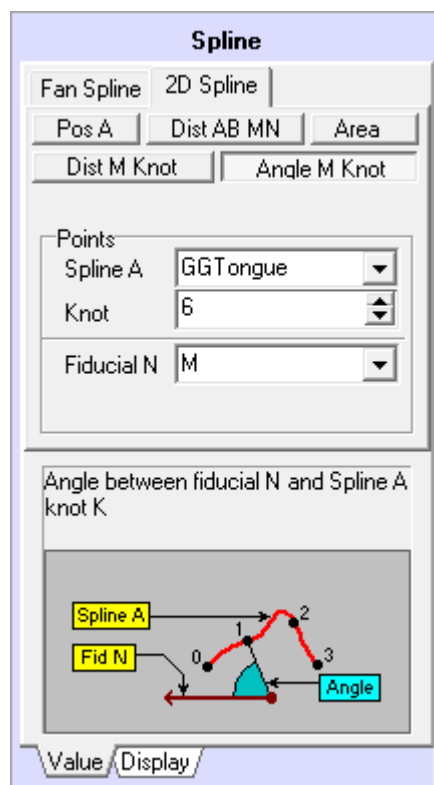 Spline
Fan Spline 2D Spline
Pos A Dist AB MN Area
Dist M Knot Angle M Knot
Points
Spline A GGTongue
Knot 6
Fiducial N M
Angle between fiducial N and Spline A
knot K
Spline A
1 2
Fid N 0 3
Angle
Value Display